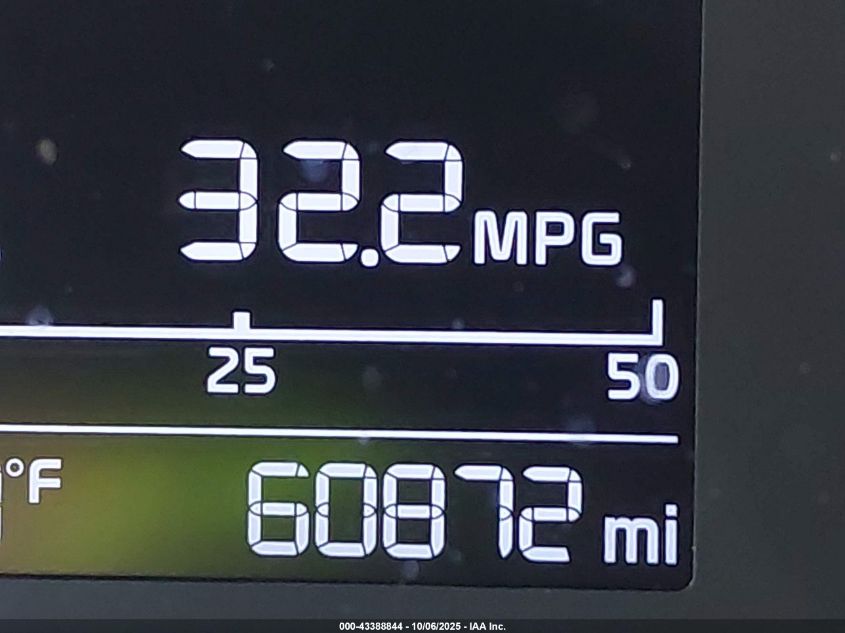 32.2 MPG
25 50
°F 60872 mi
000-43388844 - 10/06/2025 - IAA Inc.